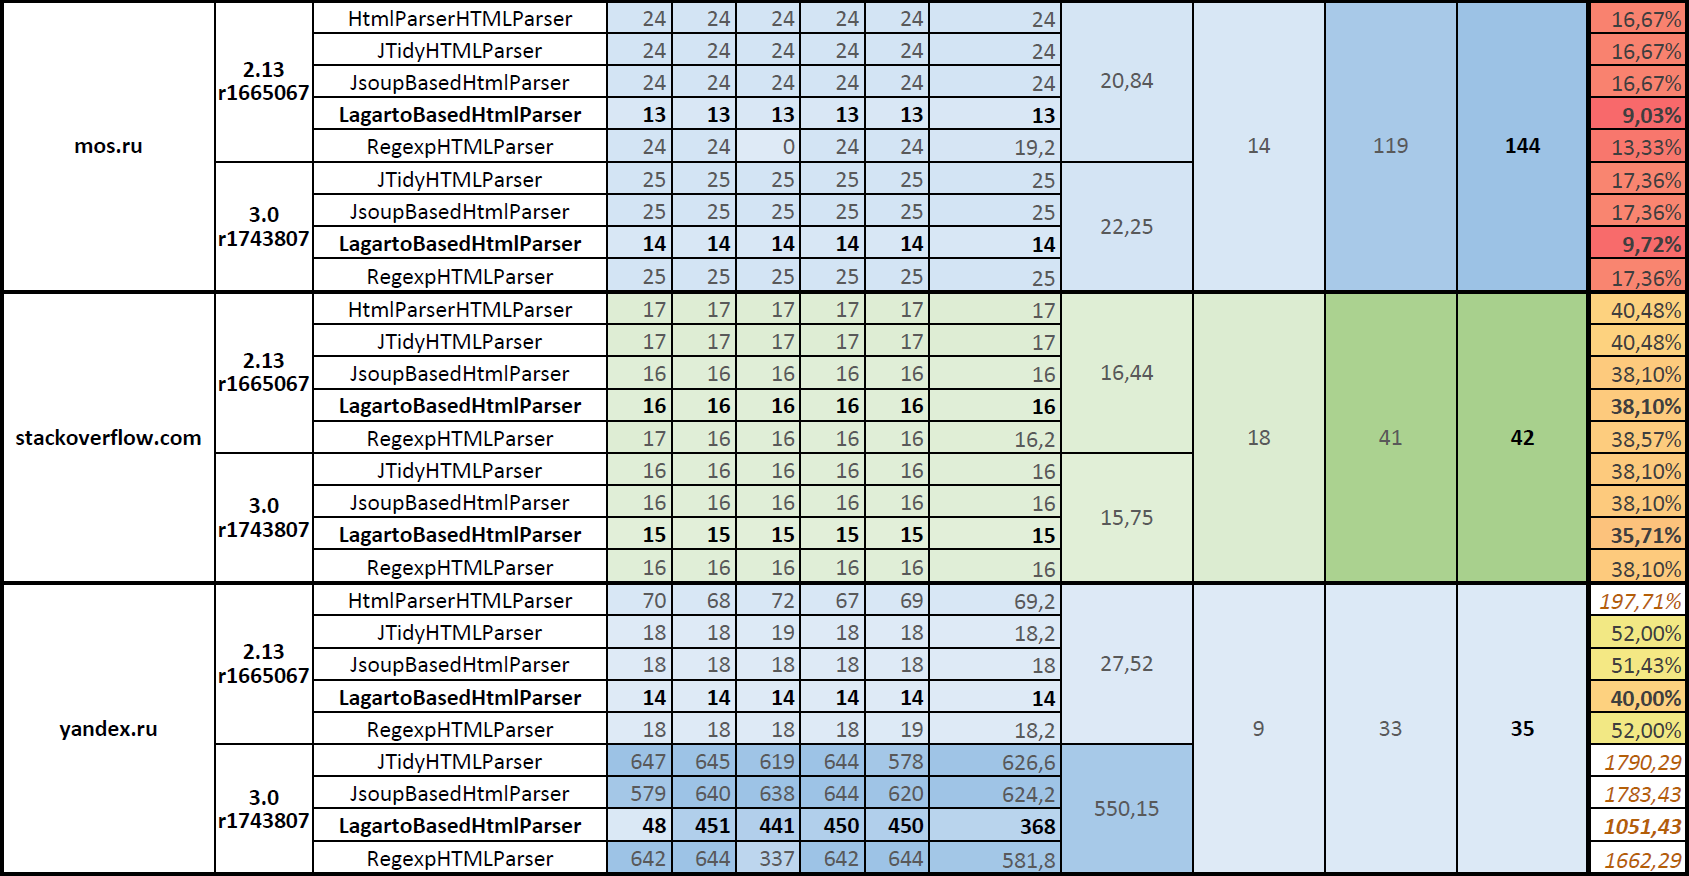 mos.ru
2.13
r1665067
HtmlParserHTMLParser 24 24 24 24 24 24 20,84 14 119 144 16,67%
JTidyHTMLParser 24 24 24 24 24 24 16,67%
JsoupBasedHtmlParser 24 24 24 24 24 24 16,67%
LagartoBasedHtmlParser 13 13 13 13 13 13 9,03%
RegexpHTMLParser 24 24 0 24 24 19,2 13,33%
3.0
r1743807
JTidyHTMLParser 25 25 25 25 25 25 22,25 17,36%
JsoupBasedHtmlParser 25 25 25 25 25 25 17,36%
LagartoBasedHtmlParser 14 14 14 14 14 14 9,72%
RegexpHTMLParser 25 25 25 25 25 25 17,36%
stackoverflow.com
2.13
r1665067
HtmlParserHTMLParser 17 17 17 17 17 17 16,44 18 41 42 40,48%
JTidyHTMLParser 17 17 17 17 17 17 40,48%
JsoupBasedHtmlParser 16 16 16 16 16 16 38,10%
LagartoBasedHtmlParser 16 16 16 16 16 16 38,10%
RegexpHTMLParser 17 16 16 16 16 16,2 38,57%
3.0
r1743807
JTidyHTMLParser 16 16 16 16 16 16 15,75 38,10%
JsoupBasedHtmlParser 16 16 16 16 16 16 38,10%
LagartoBasedHtmlParser 15 15 15 15 15 15 35,71%
RegexpHTMLParser 16 16 16 16 16 16 38,10%
yandex.ru
2.13
r1665067
HtmlParserHTMLParser 70 68 72 67 69 69,2 27,52 9 33 35 197,71%
JTidyHTMLParser 18 18 19 18 18 18,2 52,00%
JsoupBasedHtmlParser 18 18 18 18 18 18 51,43%
LagartoBasedHtmlParser 14 14 14 14 14 14 40,00%
RegexpHTMLParser 18 18 18 18 19 18,2 52,00%
3.0
r1743807
JTidyHTMLParser 647 645 619 644 578 626,6 550,15 1790,29
JsoupBasedHtmlParser 579 640 638 644 620 624,2 1783,43
LagartoBasedHtmlParser 48 451 441 450 450 368 1051,43
RegexpHTMLParser 642 644 337 642 644 581,8 1662,29